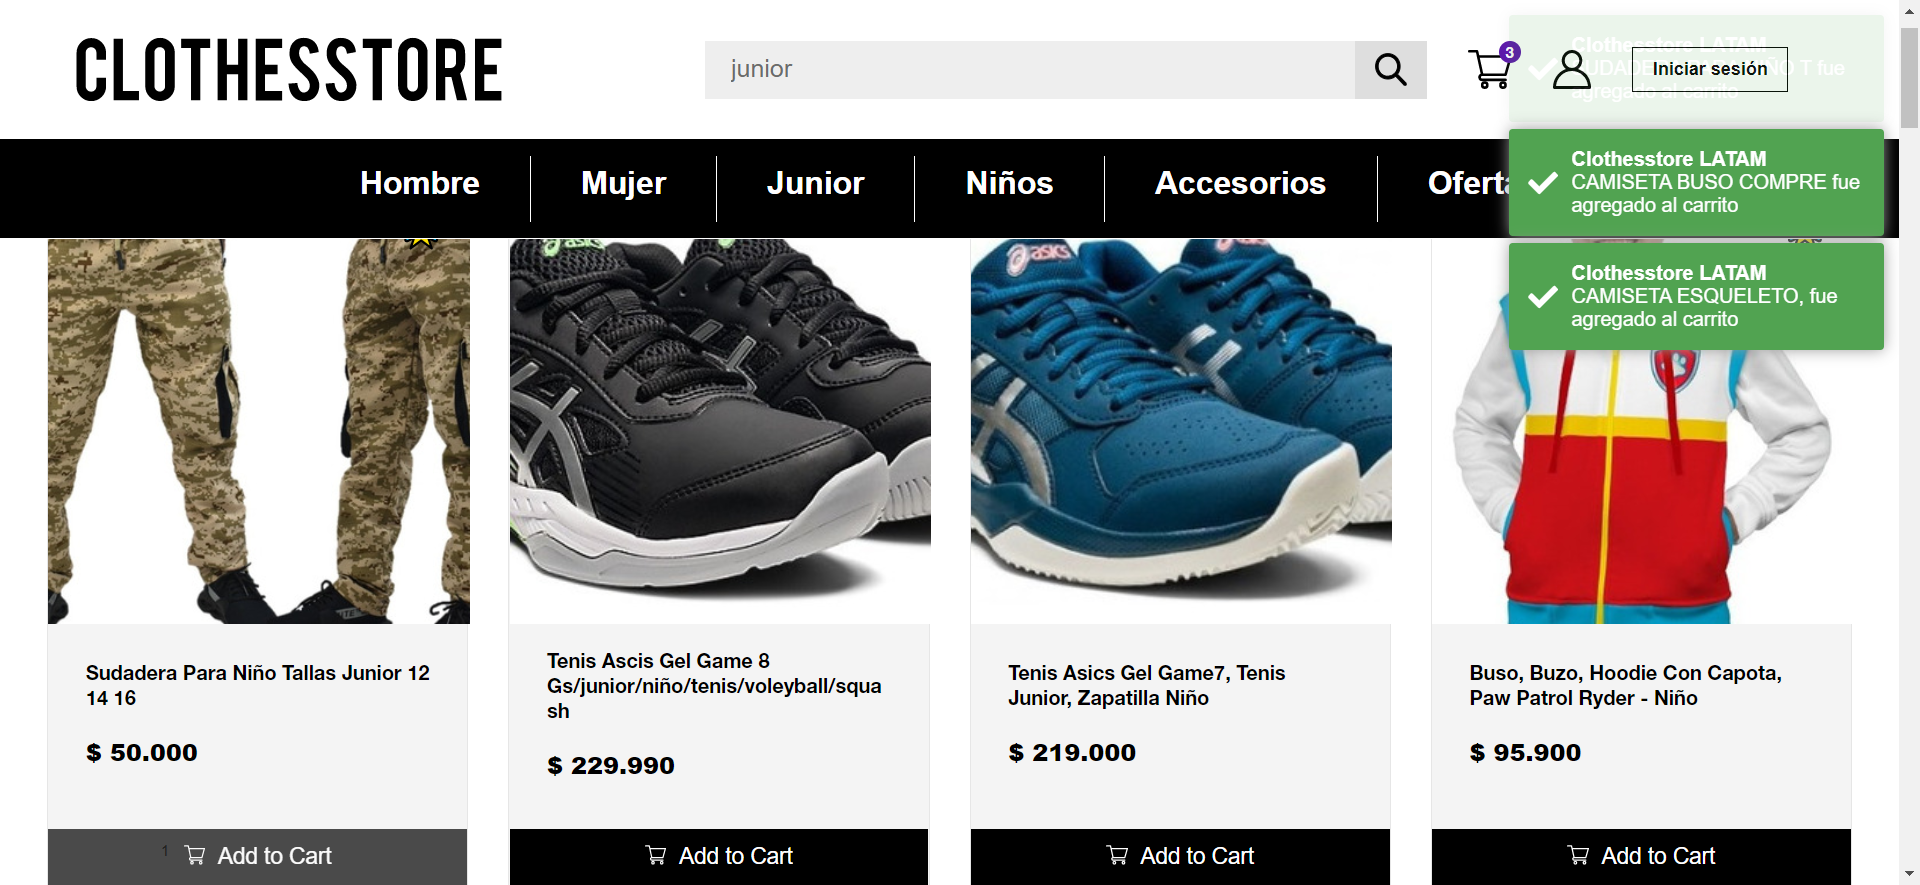 CLOTHESSTORE
junior
3
Iniciar sesión
Clothesstore LATAM
fue
agregado al carrito
Hombre
Mujer
Junior
Niños
Accesorios
Clothesstore LATAM
CAMISETA BUSO COMPRE fue
agregado al carrito
Clothesstore LATAM
CAMISETA ESQUELETO, fue
agregado al carrito
asics
asics
Sudadera Para Niño Tallas Junior 12
14 16
$ 50.000
1
Add to Cart
Tenis Ascis Gel Game 8
Gs/junior/niño/tenis/voleyball/squa
sh
$ 229.990
Add to Cart
Tenis Asics Gel Game7, Tenis
Junior, Zapatilla Niño
$ 219.000
Add to Cart
Buso, Buzo, Hoodie Con Capota,
Paw Patrol Ryder - Niño
$ 95.900
Add to Cart